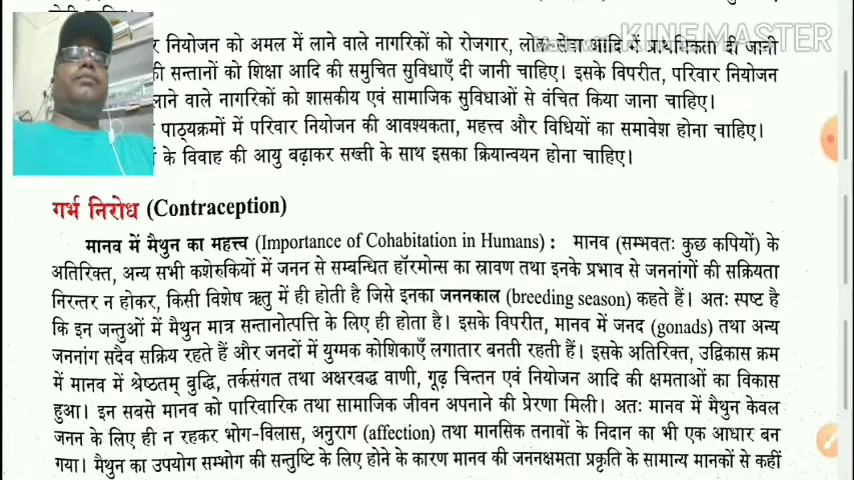 KINEMASTER
नियोजन को अमल में लाने वाले नागरिकों को रोजगार, लोक सेवा आदि में प्राथमिकता दी जानी
की सन्तानों को शिक्षा आदि की समुचित सुविधाएँ दी जानी चाहिए। इसके विपरीत, परिवार नियोजन
लाने वाले नागरिकों को शासकीय एवं सामाजिक सुविधाओं से वंचित किया जाना चाहिए।
पाठ्यक्रमों में परिवार नियोजन की आवश्यकता, महत्त्व और विधियों का समावेश होना चाहिए।
के विवाह की आयु बढ़ाकर सख्ती के साथ इसका क्रियान्वयन होना चाहिए।
गर्भ निरोध (Contraception)
मानव में मैथुन का महत्त्व (Importance of Cohabitation in Humans) : मानव (सम्भवतः कुछ कपियों) के
अतिरिक्त, अन्य सभी कशेरुकियों में जनन से सम्बन्धित हॉरमोन्स का स्रावण तथा इनके प्रभाव से जननांगों की सक्रियता
निरन्तर न होकर, किसी विशेष ऋतु में ही होती है जिसे इनका जननकाल (breeding season) कहते हैं। अतः स्पष्ट है
कि इन जन्तुओं में मैथुन मात्र सन्तानोत्पत्ति के लिए ही होता है। इसके विपरीत, मानव में जनद (gonads) तथा अन्य
जननांग सदैव सक्रिय रहते हैं और जनदों में युग्मक कोशिकाएँ लगातार बनती रहती हैं। इसके अतिरिक्त, उद्विकास क्रम
में मानव में श्रेष्ठतम् बुद्धि, तर्कसंगत तथा अक्षरबद्ध वाणी, गूढ़ चिन्तन एवं नियोजन आदि की क्षमताओं का विकास
हुआ। इन सबसे मानव को पारिवारिक तथा सामाजिक जीवन अपनाने की प्रेरणा मिली। अतः मानव में मैथुन केवल
जनन के लिए ही न रहकर भोग-विलास, अनुराग (affection) तथा मानसिक तनावों के निदान का भी एक आधार बन
गया। मैथुन का उपयोग सम्भोग की सन्तुष्टि के लिए होने के कारण मानव की जननक्षमता प्रकृति के सामान्य मानकों से कहीं